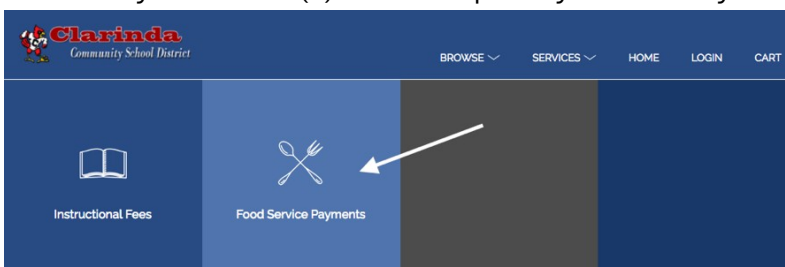 Clarinda
Community School District
BROWSE SERVICES HOME LOGIN CART
Instructional Fees
Food Service Payments